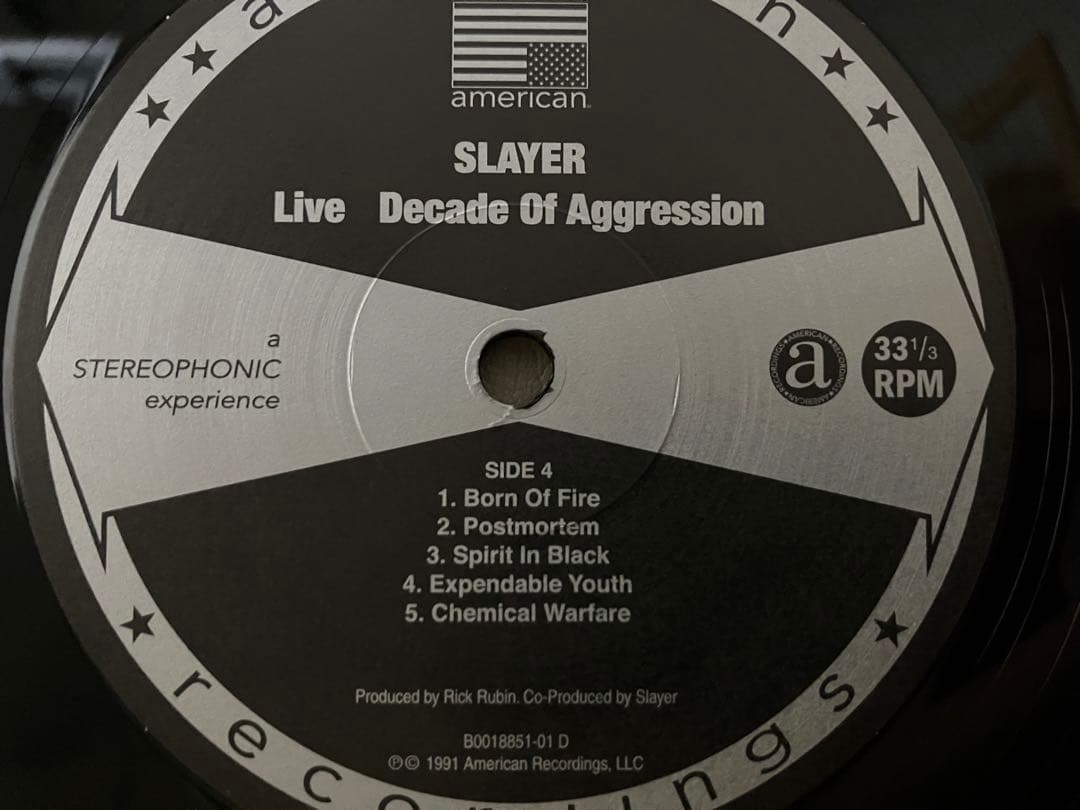 american
SLAYER
Live Decade Of Aggression
a
STEREOPHONIC
experience
a
33 1/3
RPM
SIDE 4
1. Born Of Fire
2. Postmortem
3. Spirit In Black
4. Expendable Youth
5. Chemical Warfare
Produced by Rick Rubin. Co-Produced by Slayer
B0018851-01 D
℗© 1991 American Recordings, LLC
recordings